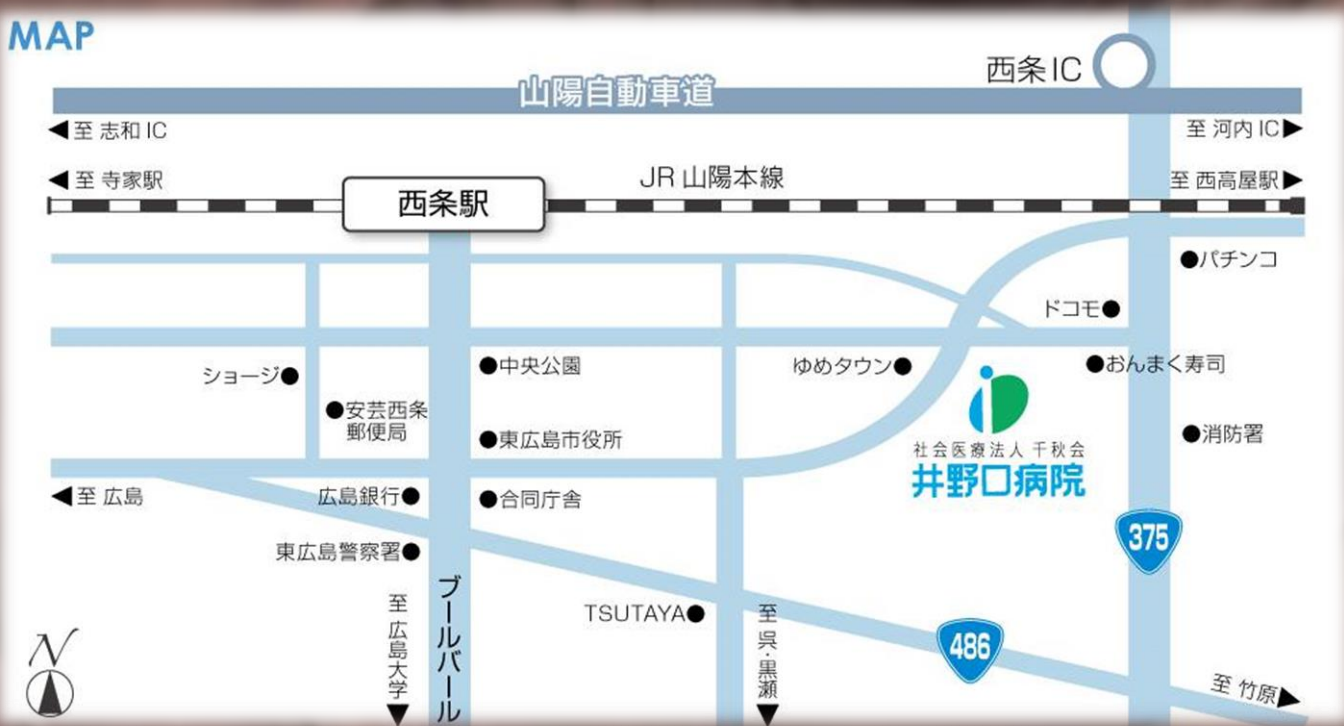 MAP
西条IC
山陽自動車道
◀至 志和IC
至 河内IC▶
◀至 寺家駅
JR 山陽本線
至 西高屋駅▶
西条駅
●パチンコ
ドコモ●
ショージ●
●中央公園
ゆめタウン●
●おんまく寿司
●安芸西条
郵便局
●東広島市役所
●消防署
社会医療法人 千秋会
井野口病院
◀至 広島
広島銀行●
●合同庁舎
375
東広島警察署●
ブールバール
至 広島大学▼
TSUTAYA●
至 呉・黒瀬▼
486
至 竹原▶
N